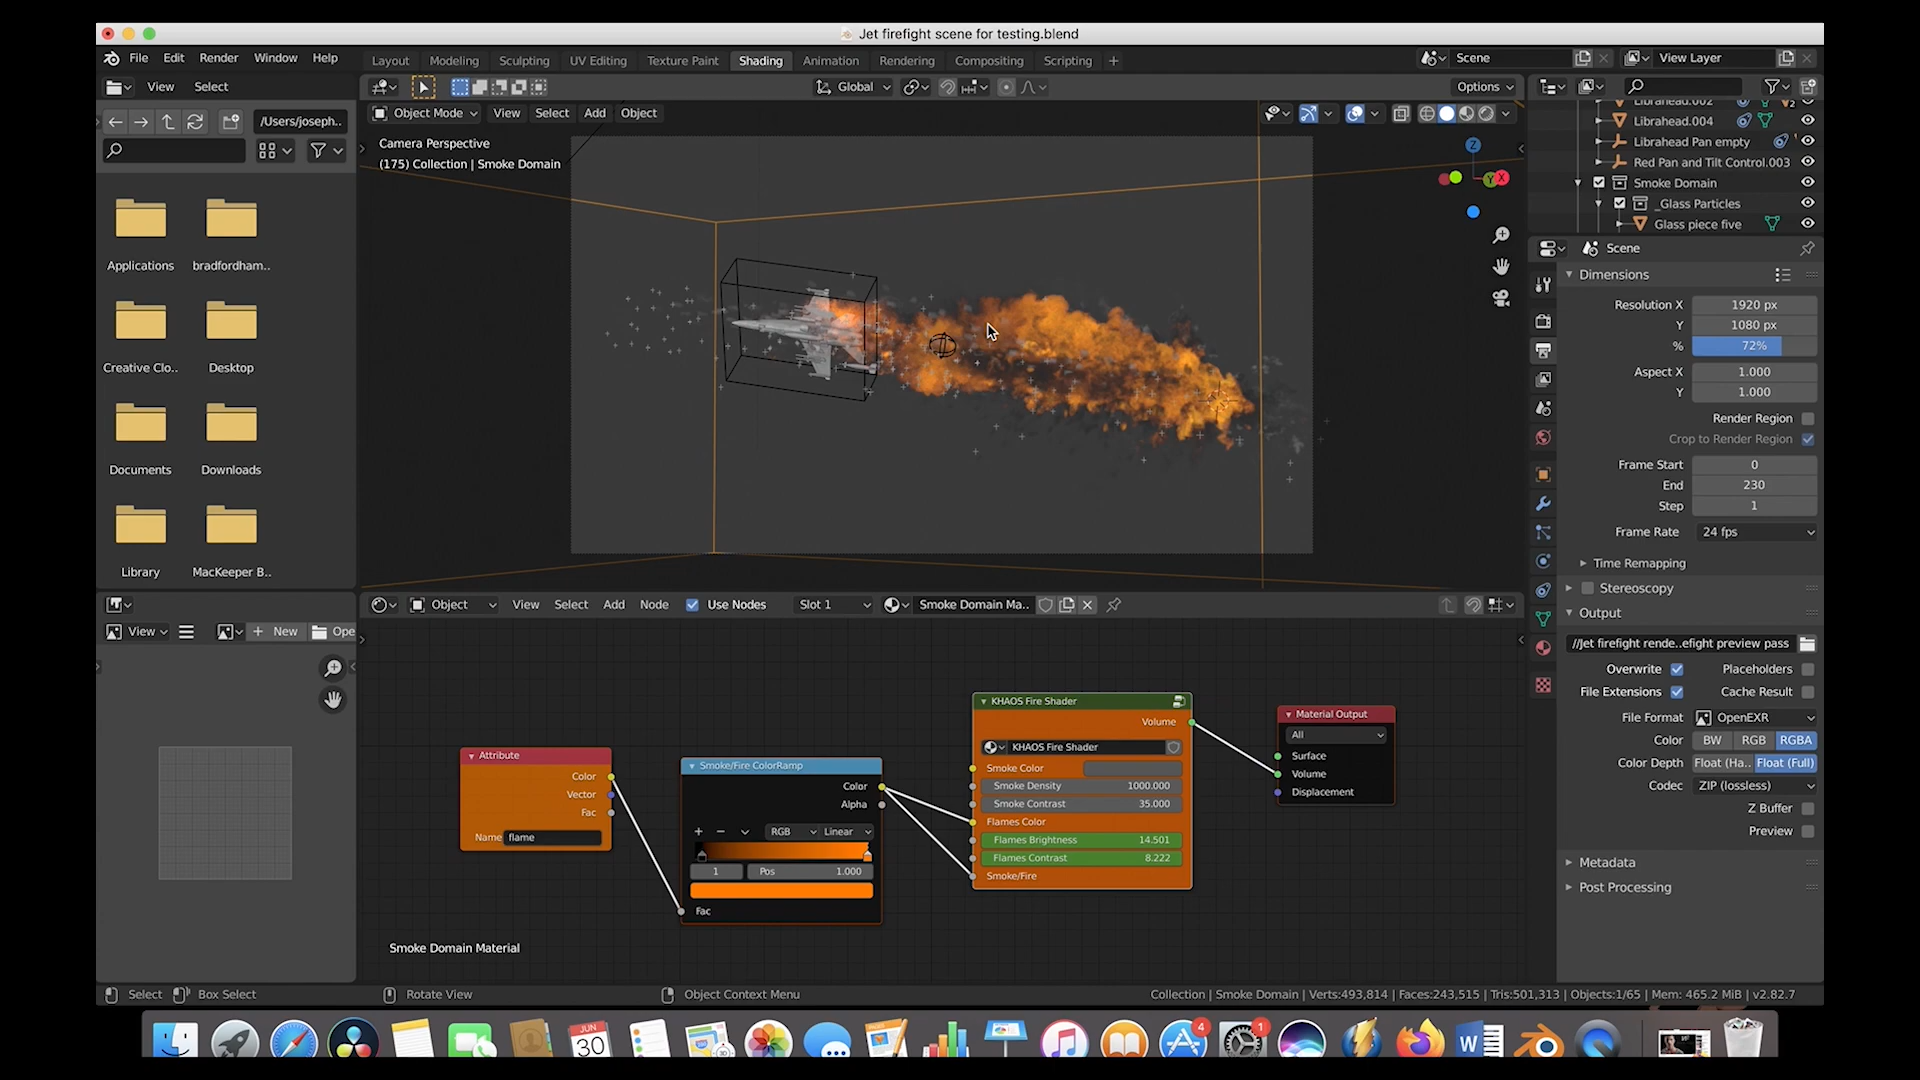 Jet firefight scene for testing.blend
File Edit Render Window Help
Layout Modeling Sculpting UV Editing Texture Paint Shading Animation Rendering Compositing Scripting +
Scene
View Layer
View Select
Global
Options
/Users/joseph..
Object Mode View Select Add Object
Camera Perspective
(175) Collection | Smoke Domain
Z
Y
X
Librahead.002
Librahead.004
Librahead Pan empty
Red Pan and Tilt Control.003
Smoke Domain
_Glass Particles
Glass piece five
Applications
bradfordham..
Creative Clo..
Desktop
Documents
Downloads
Library
MacKeeper B..
Scene
Dimensions
Resolution X 1920 px
Y 1080 px
% 72%
Aspect X 1.000
Y 1.000
Render Region
Crop to Render Region
Frame Start 0
End 230
Step 1
Frame Rate 24 fps
Time Remapping
Stereoscopy
Output
//Jet firefight rende..efight preview pass
Overwrite Placeholders
File Extensions Cache Result
File Format OpenEXR
Color BW RGB RGBA
Color Depth Float (Ha.. Float (Full)
Codec ZIP (lossless)
Z Buffer
Preview
Metadata
Post Processing
View
New
Ope
Object View Select Add Node Use Nodes Slot 1 Smoke Domain Ma..
Attribute
Color
Vector
Fac
Name flame
Smoke/Fire ColorRamp
Color
Alpha
RGB Linear
1 Pos 1.000
Fac
KHAOS Fire Shader
Volume
KHAOS Fire Shader
Smoke Color
Smoke Density 1000.000
Smoke Contrast 35.000
Flames Color
Flames Brightness 14.501
Flames Contrast 8.222
Smoke/Fire
Material Output
All
Surface
Volume
Displacement
Smoke Domain Material
Select Box Select Rotate View Object Context Menu
Collection | Smoke Domain | Verts:493,814 | Faces:243,515 | Tris:501,313 | Objects:1/65 | Mem: 465.2 MiB | v2.82.7
JUN
30
4
1
W